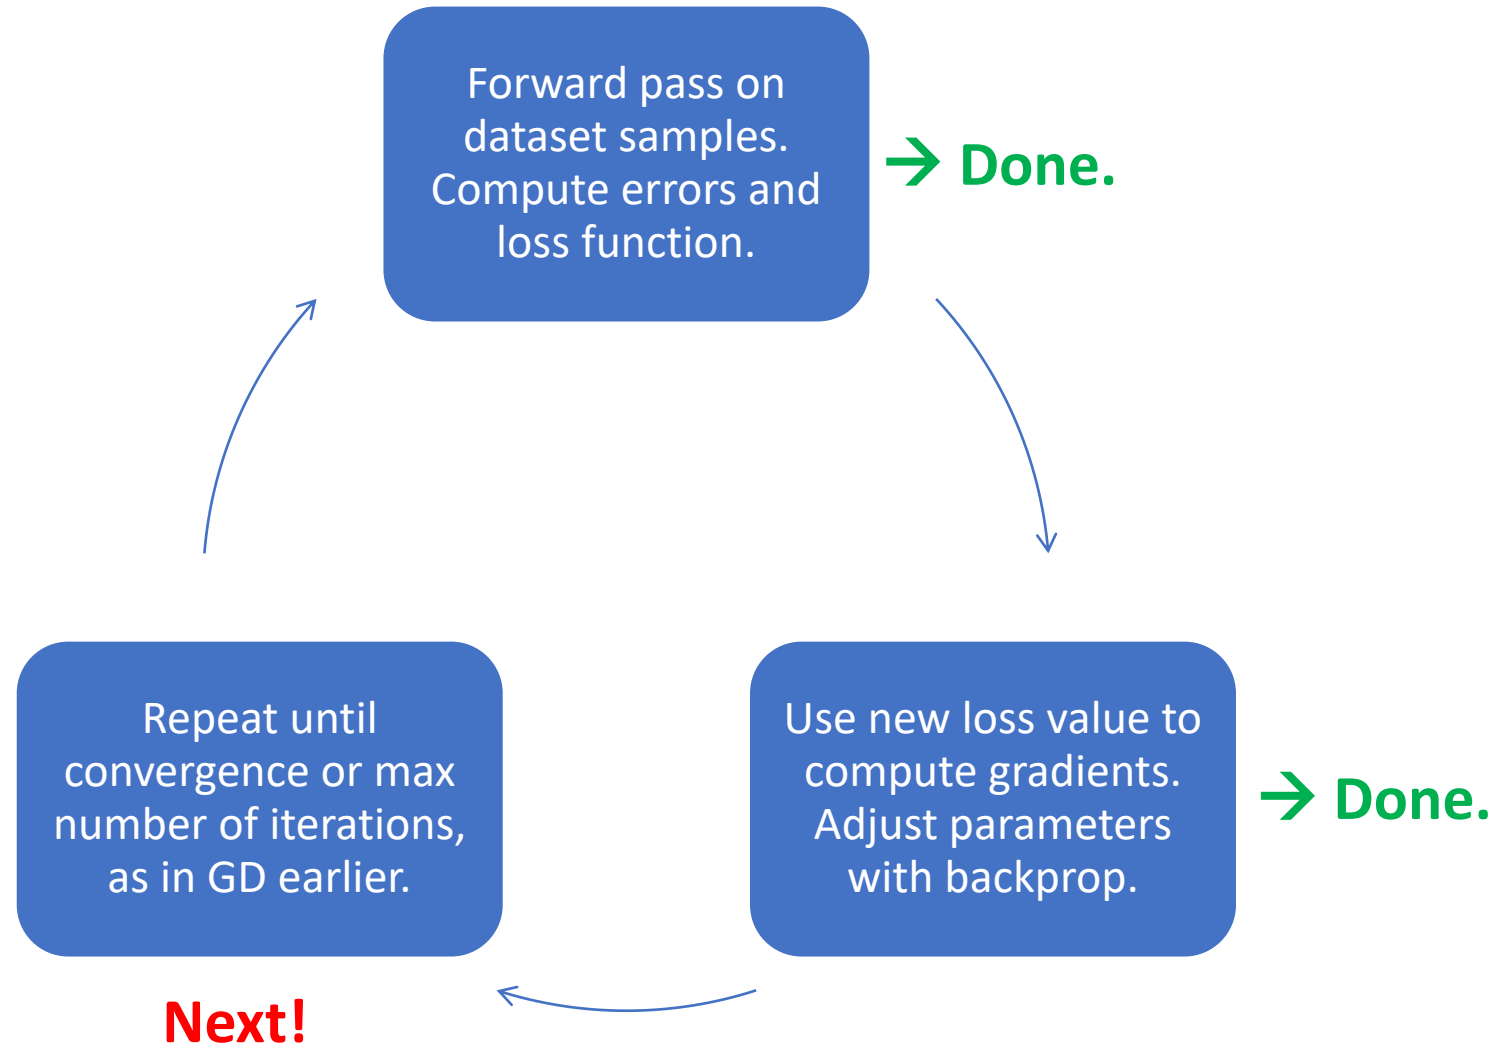 Forward pass on
dataset samples.
Compute errors and
loss function.
→ Done.
Repeat until
convergence or max
number of iterations,
as in GD earlier.
Next!
Use new loss value to
compute gradients.
Adjust parameters
with backprop.
→ Done.